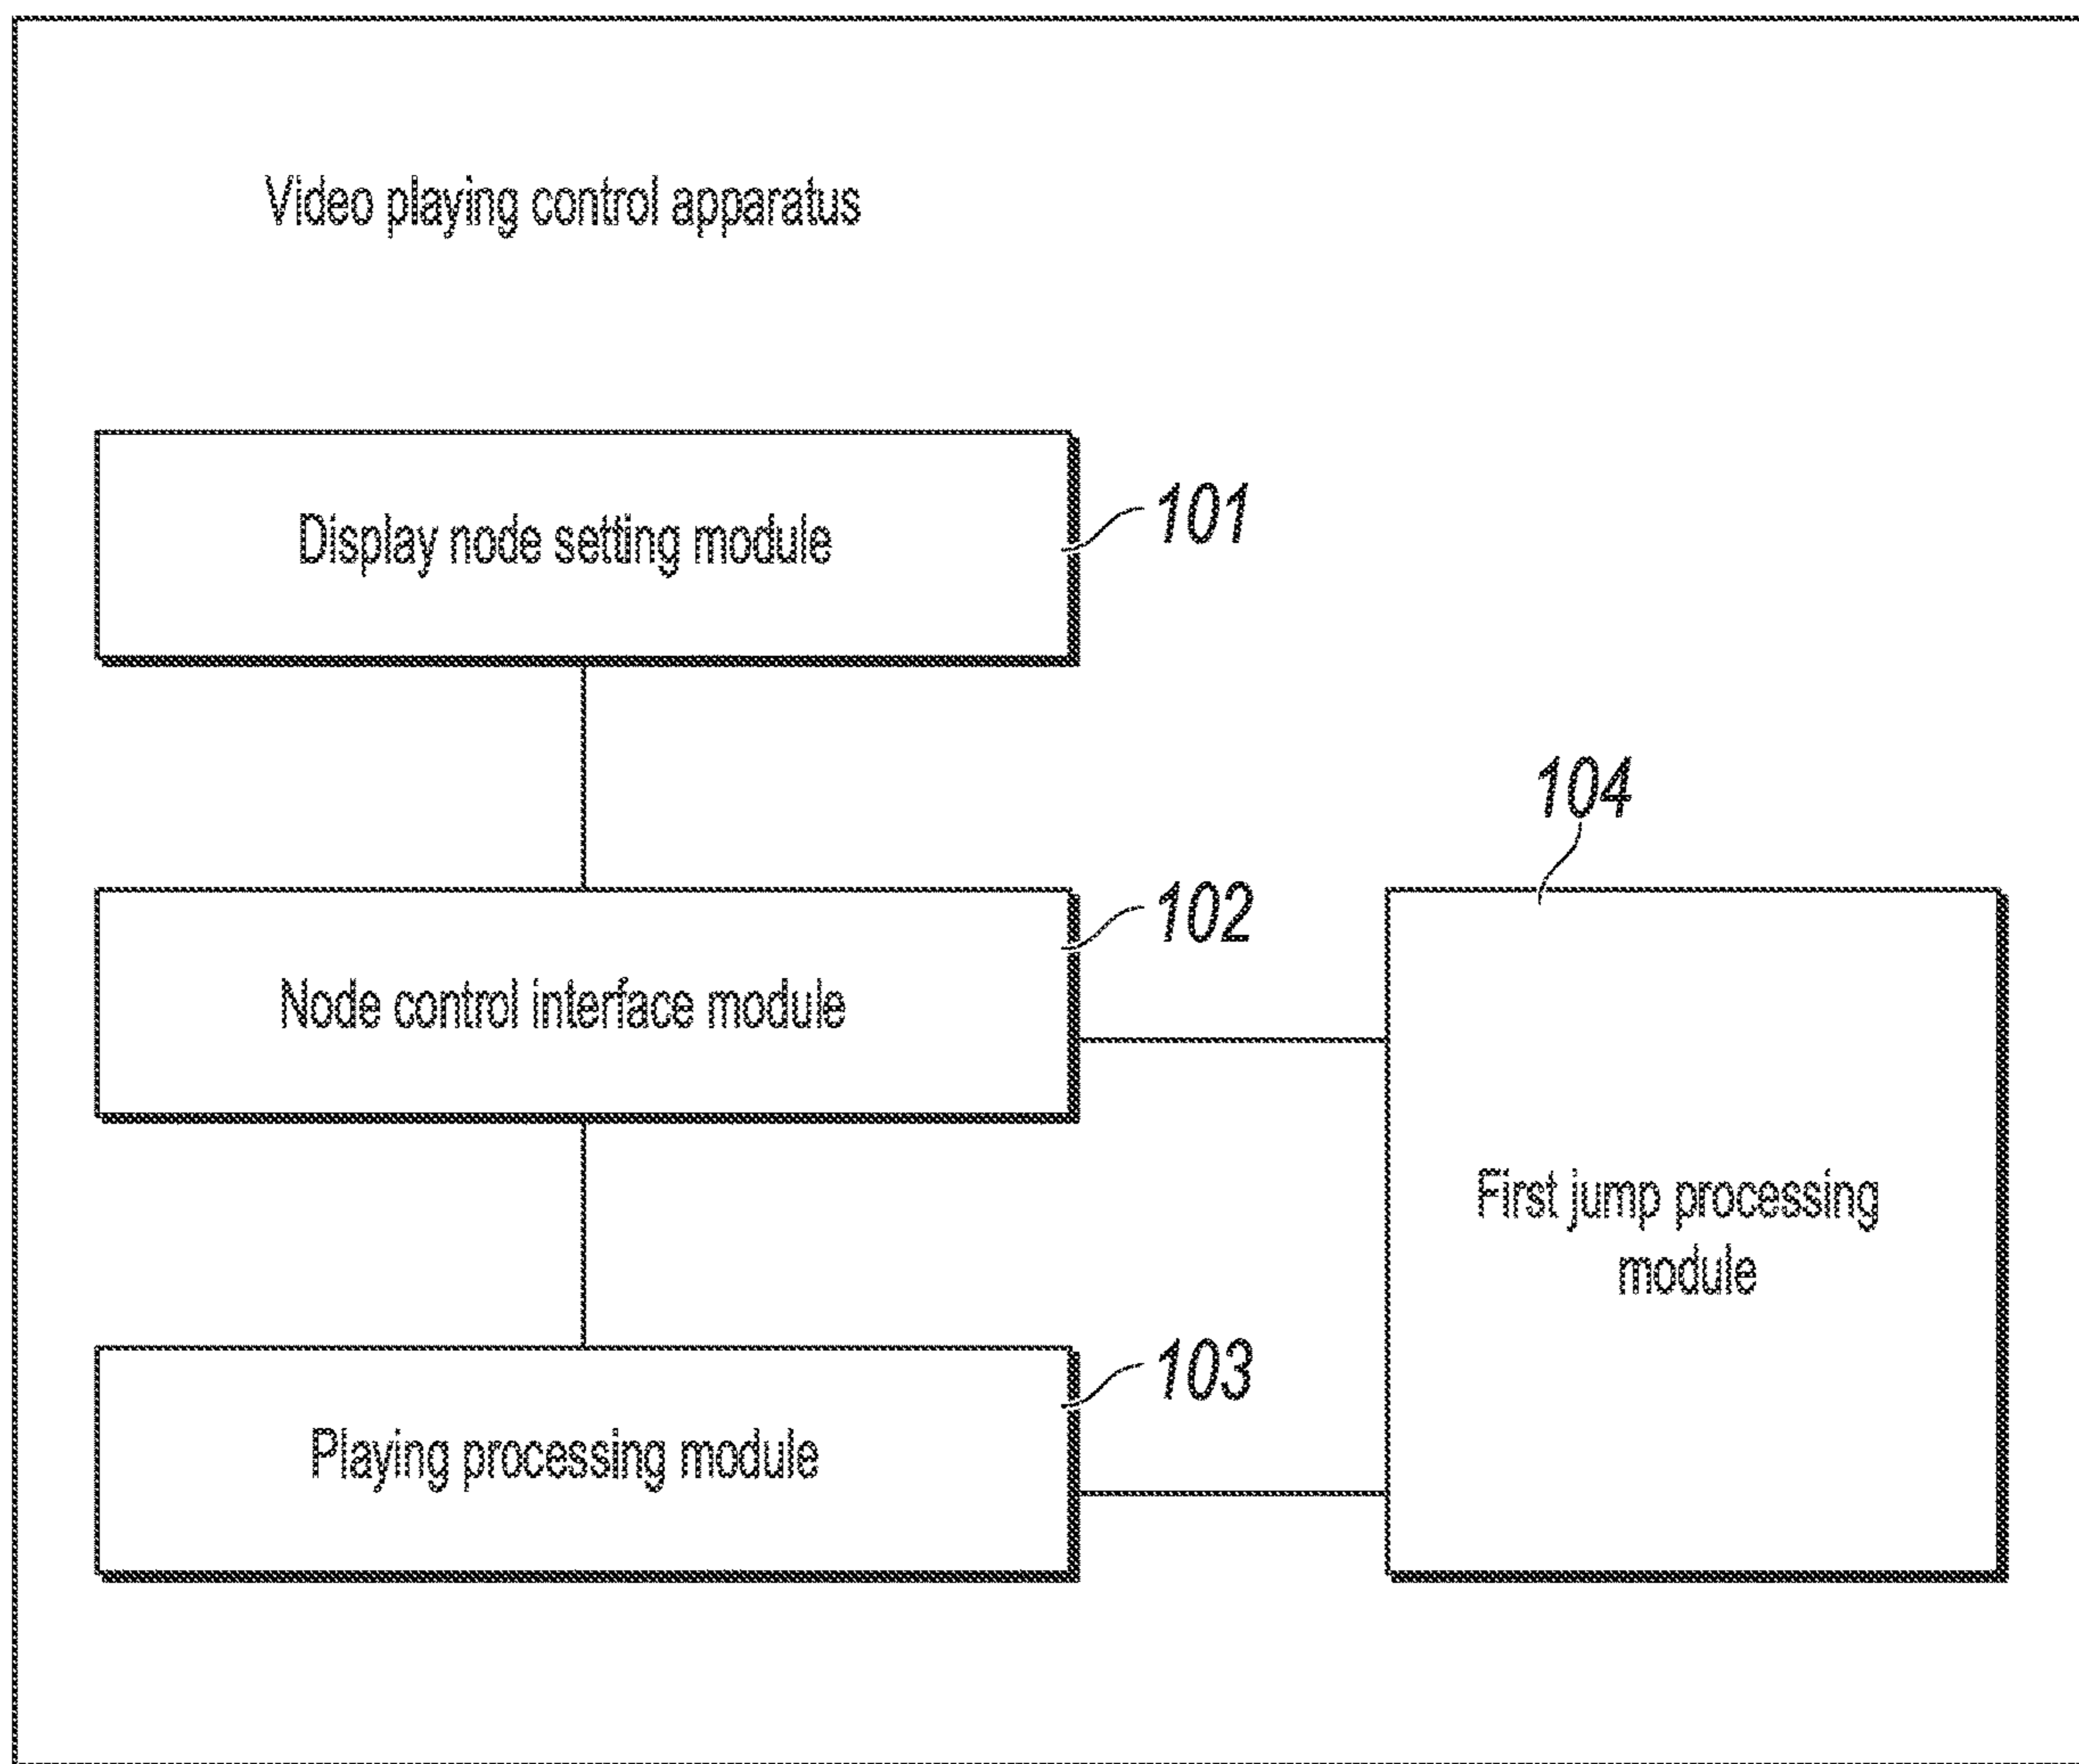 Video playing control apparatus
Display node setting module
101
104
Node control interface module
102
First jump processing
module
Playing processing module
103